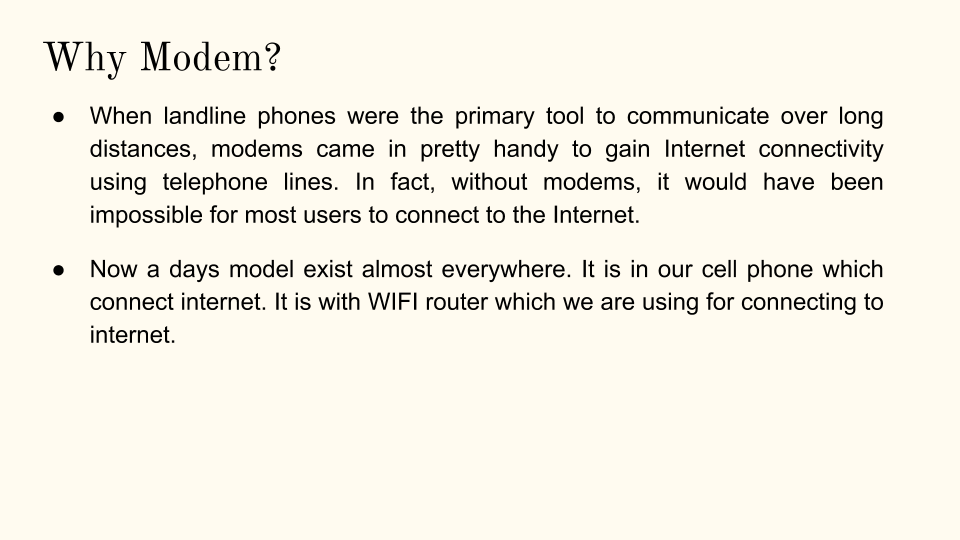 Why Modem?
● When landline phones were the primary tool to communicate over long
distances, modems came in pretty handy to gain Internet connectivity
using telephone lines. In fact, without modems, it would have been
impossible for most users to connect to the Internet.
● Now a days model exist almost everywhere. It is in our cell phone which
connect internet. It is with WIFI router which we are using for connecting to
internet.